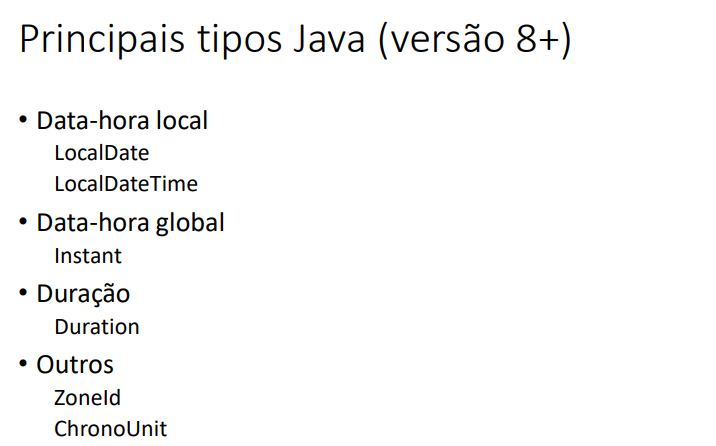 Principais tipos Java (versão 8+)
• Data-hora local
LocalDate
LocalDateTime
• Data-hora global
Instant
• Duração
Duration
• Outros
ZoneId
ChronoUnit